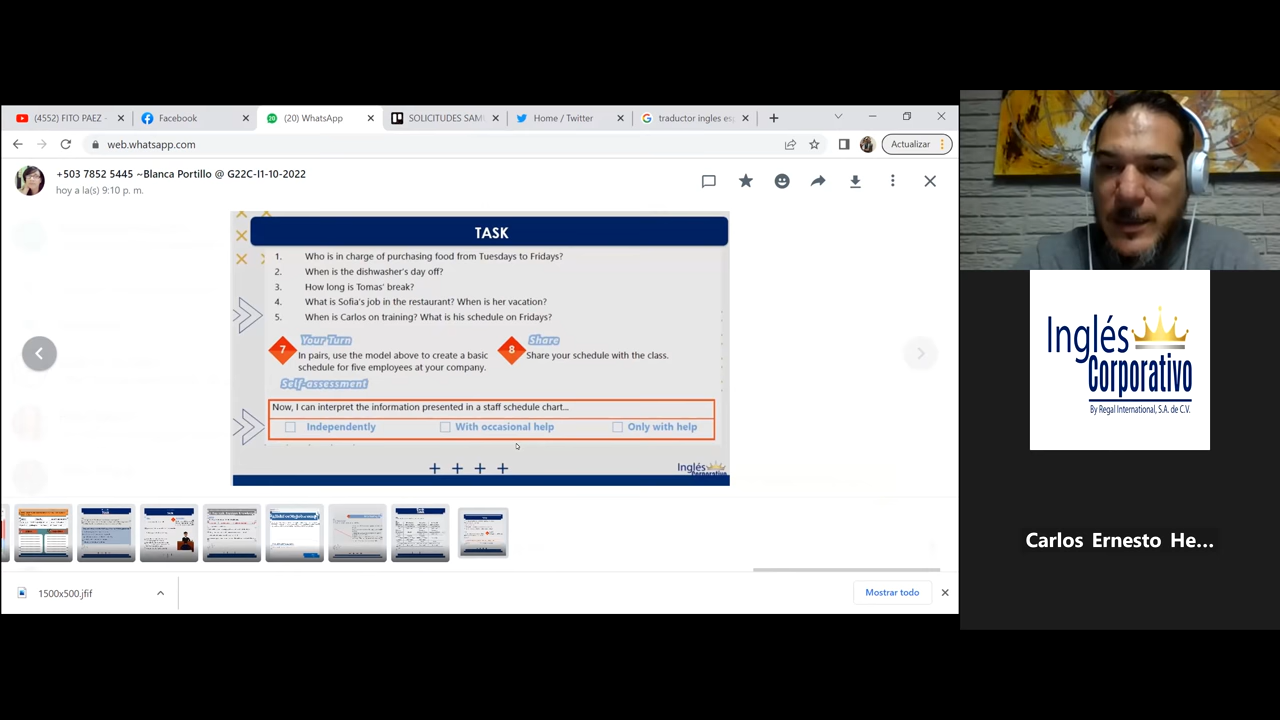 (4552) FITO PAEZ -
Facebook
(20) WhatsApp
SOLICITUDES SAM
Home / Twitter
traductor ingles es
web.whatsapp.com
Actualizar
+503 7852 5445 ~Blanca Portillo @ G22C-I1-10-2022
hoy a la(s) 9:10 p. m.
TASK
1. Who is in charge of purchasing food from Tuesdays to Fridays?
2. When is the dishwasher's day off?
3. How long is Tomas' break?
4. What is Sofia's job in the restaurant? When is her vacation?
5. When is Carlos on training? What is his schedule on Fridays?
7 Your Turn
In pairs, use the model above to create a basic
schedule for five employees at your company.
8 Share
Share your schedule with the class.
Self-assessment
Now, I can interpret the information presented in a staff schedule chart...
Independently With occasional help Only with help
Inglés
Corporativo
1500x500.jfif
Mostrar todo
Inglés
Corporativo
By Regal International, S.A. de C.V.
Carlos Ernesto He...